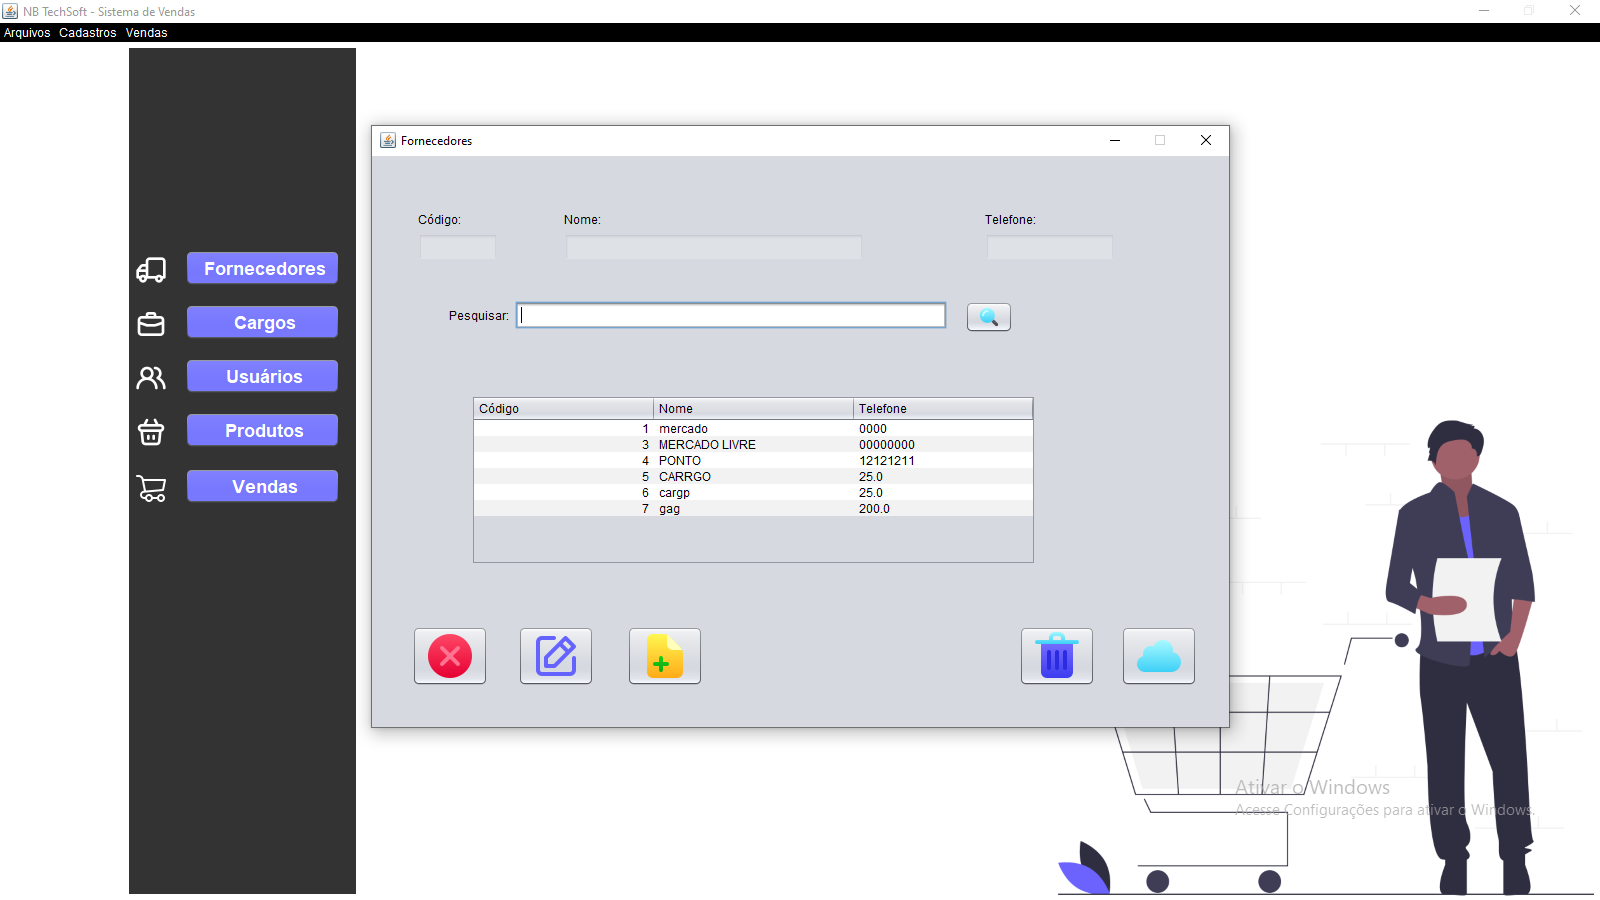 NB TechSoft - Sistema de Vendas
Arquivos Cadastros Vendas
Fornecedores
Cargos
Usuários
Produtos
Vendas
Fornecedores
Código: Nome: Telefone:
Pesquisar:
Código Nome Telefone
1 mercado 0000
3 MERCADO LIVRE 00000000
4 PONTO 12121211
5 CARRGO 25.0
6 cargp 25.0
7 gag 200.0
Ativar o Windows
Acesse Configurações para ativar o Windows.